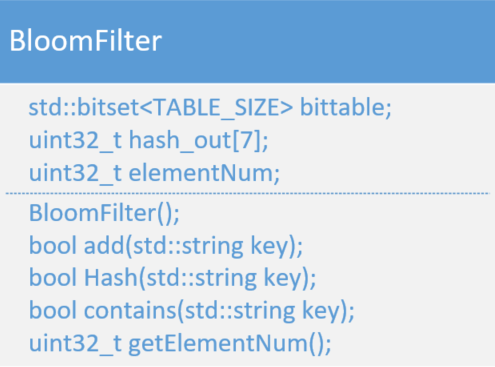 BloomFilter
std::bitset<TABLE_SIZE> bittable;
uint32_t hash_out[7];
uint32_t elementNum;
BloomFilter();
bool add(std::string key);
bool Hash(std::string key);
bool contains(std::string key);
uint32_t getElementNum();